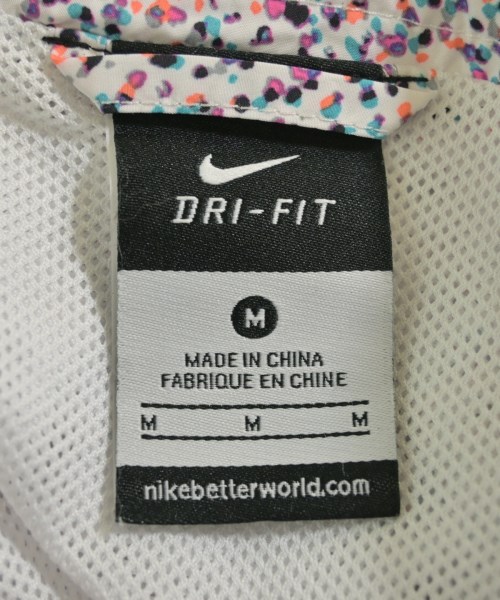 DRI-FIT
M
MADE IN CHINA
FABRIQUE EN CHINE
M M M
nikebetterworld.com